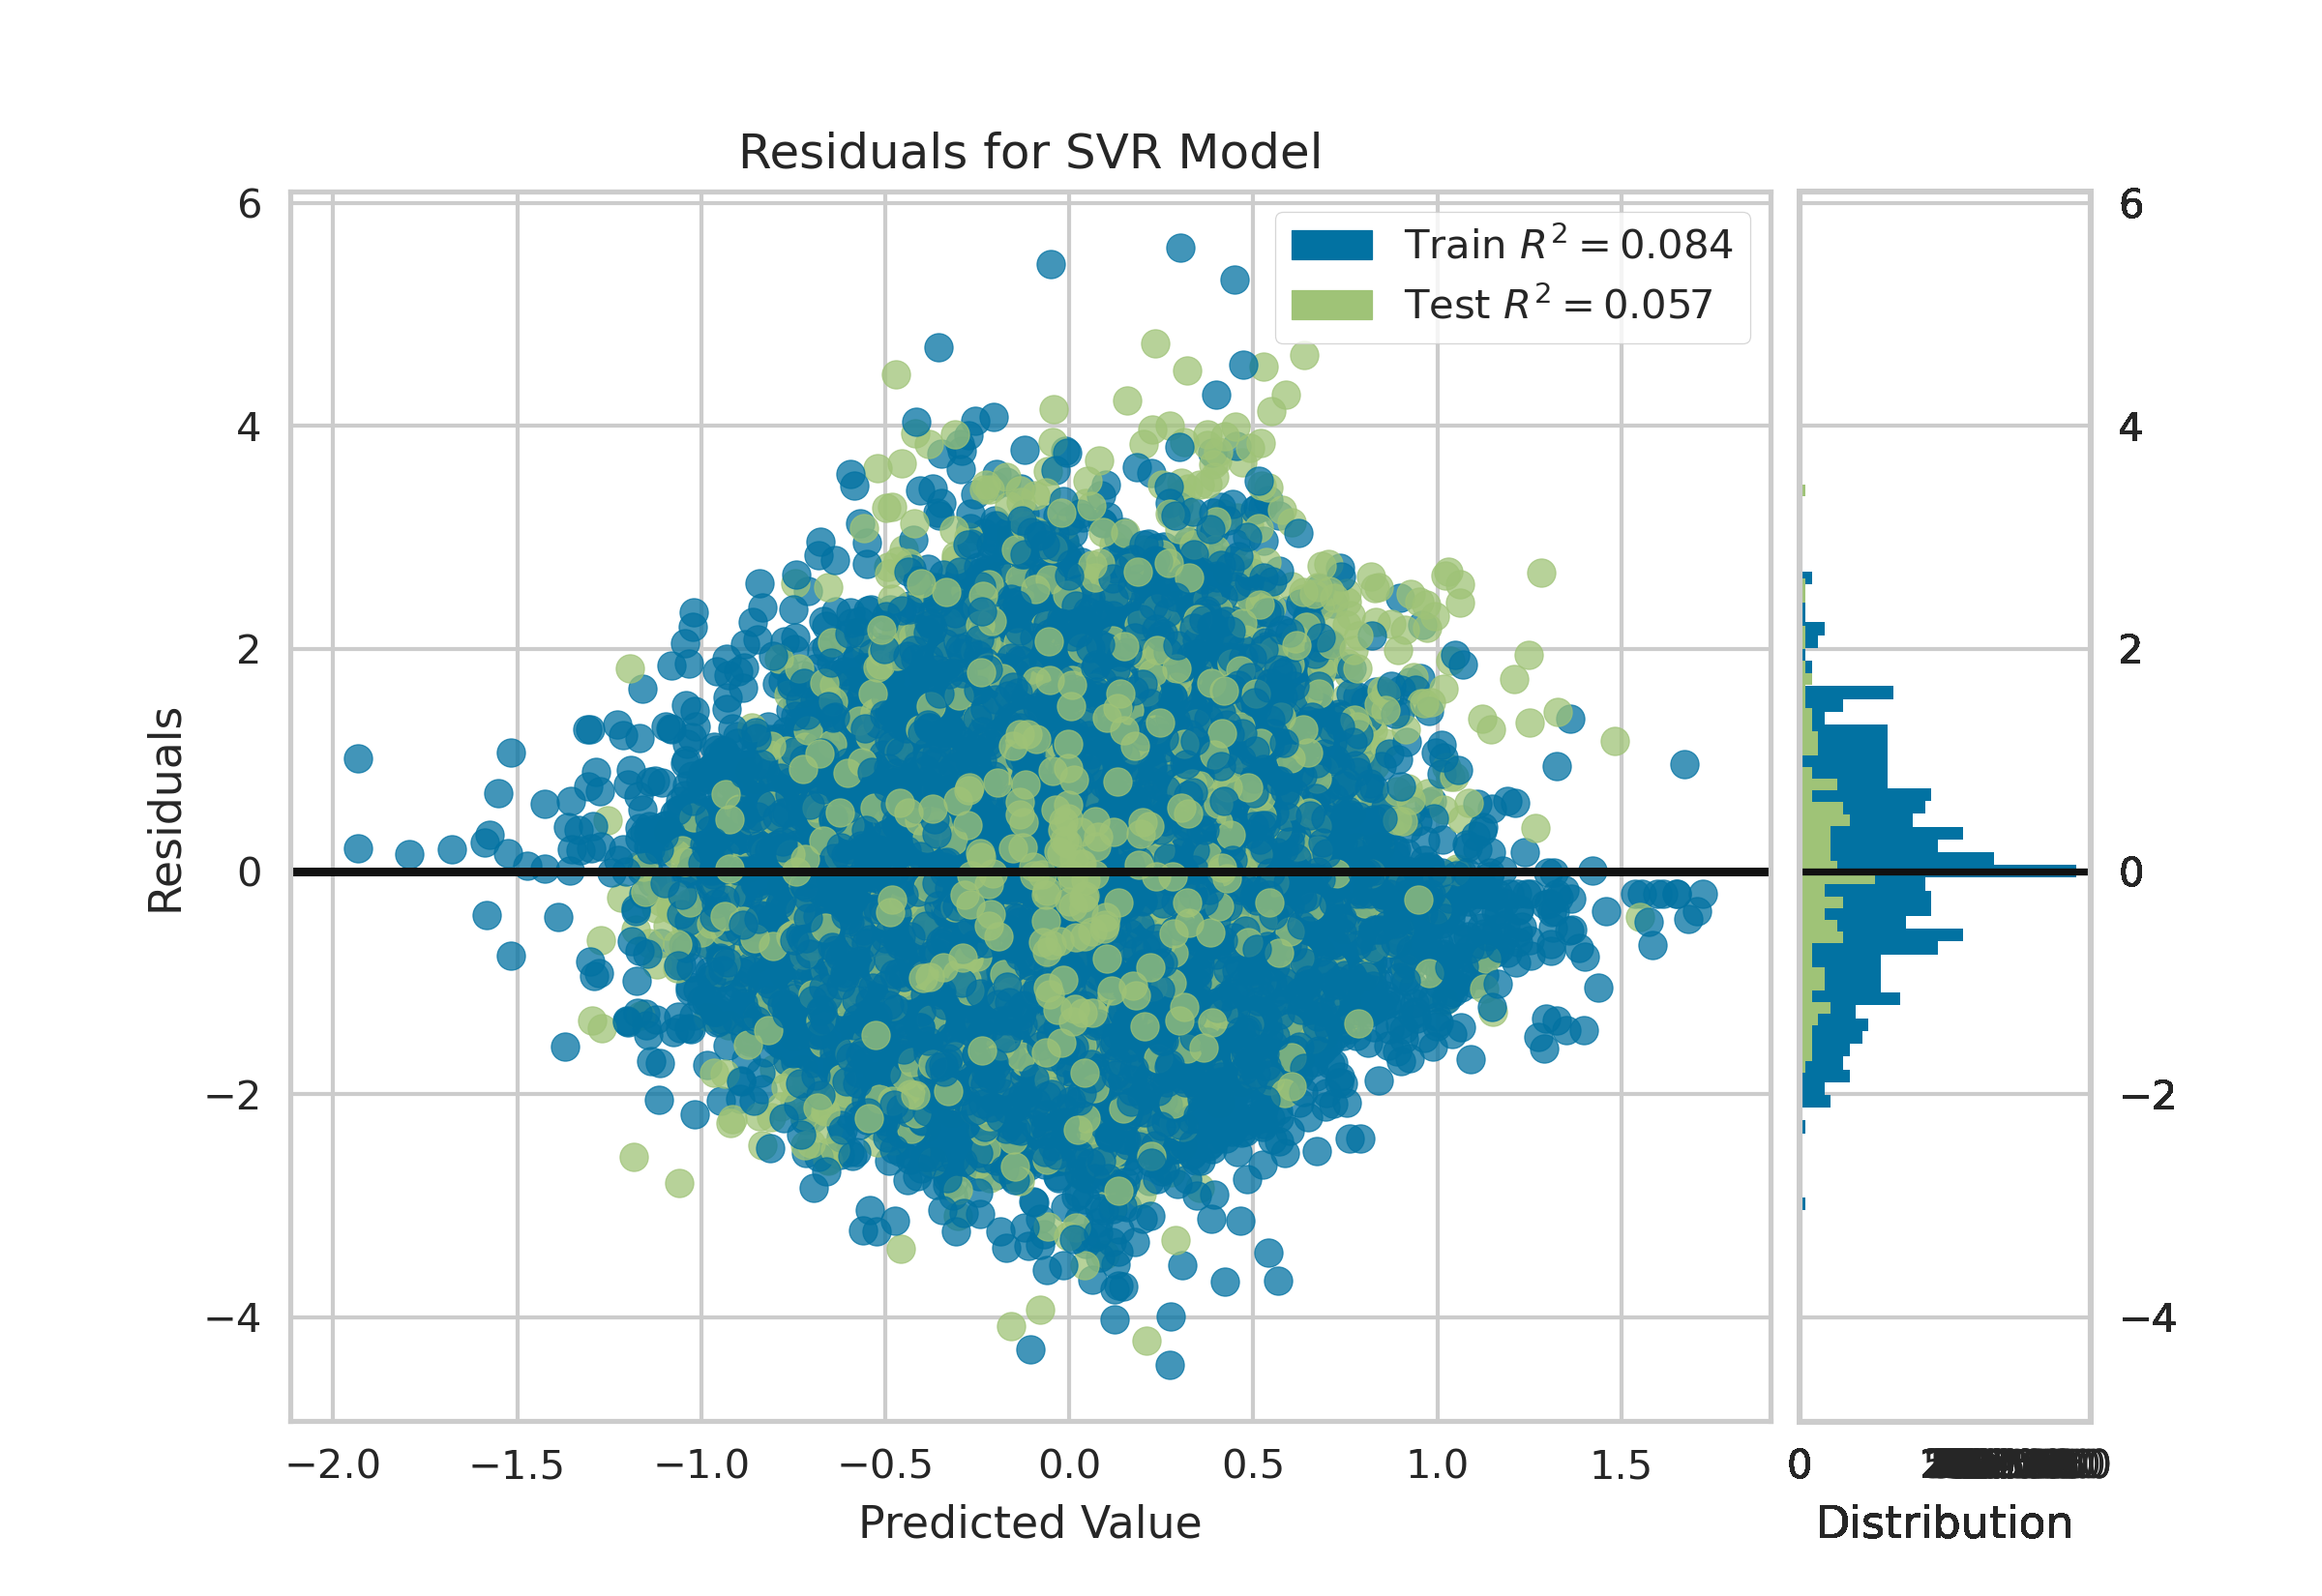 Residuals for SVR Model
Train R² = 0.084
Test R² = 0.057
Residuals
6
4
2
0
−2
−4
−2.0 −1.5 −1.0 −0.5 0.0 0.5 1.0 1.5
Predicted Value
6
4
2
0
−2
−4
0
Distribution